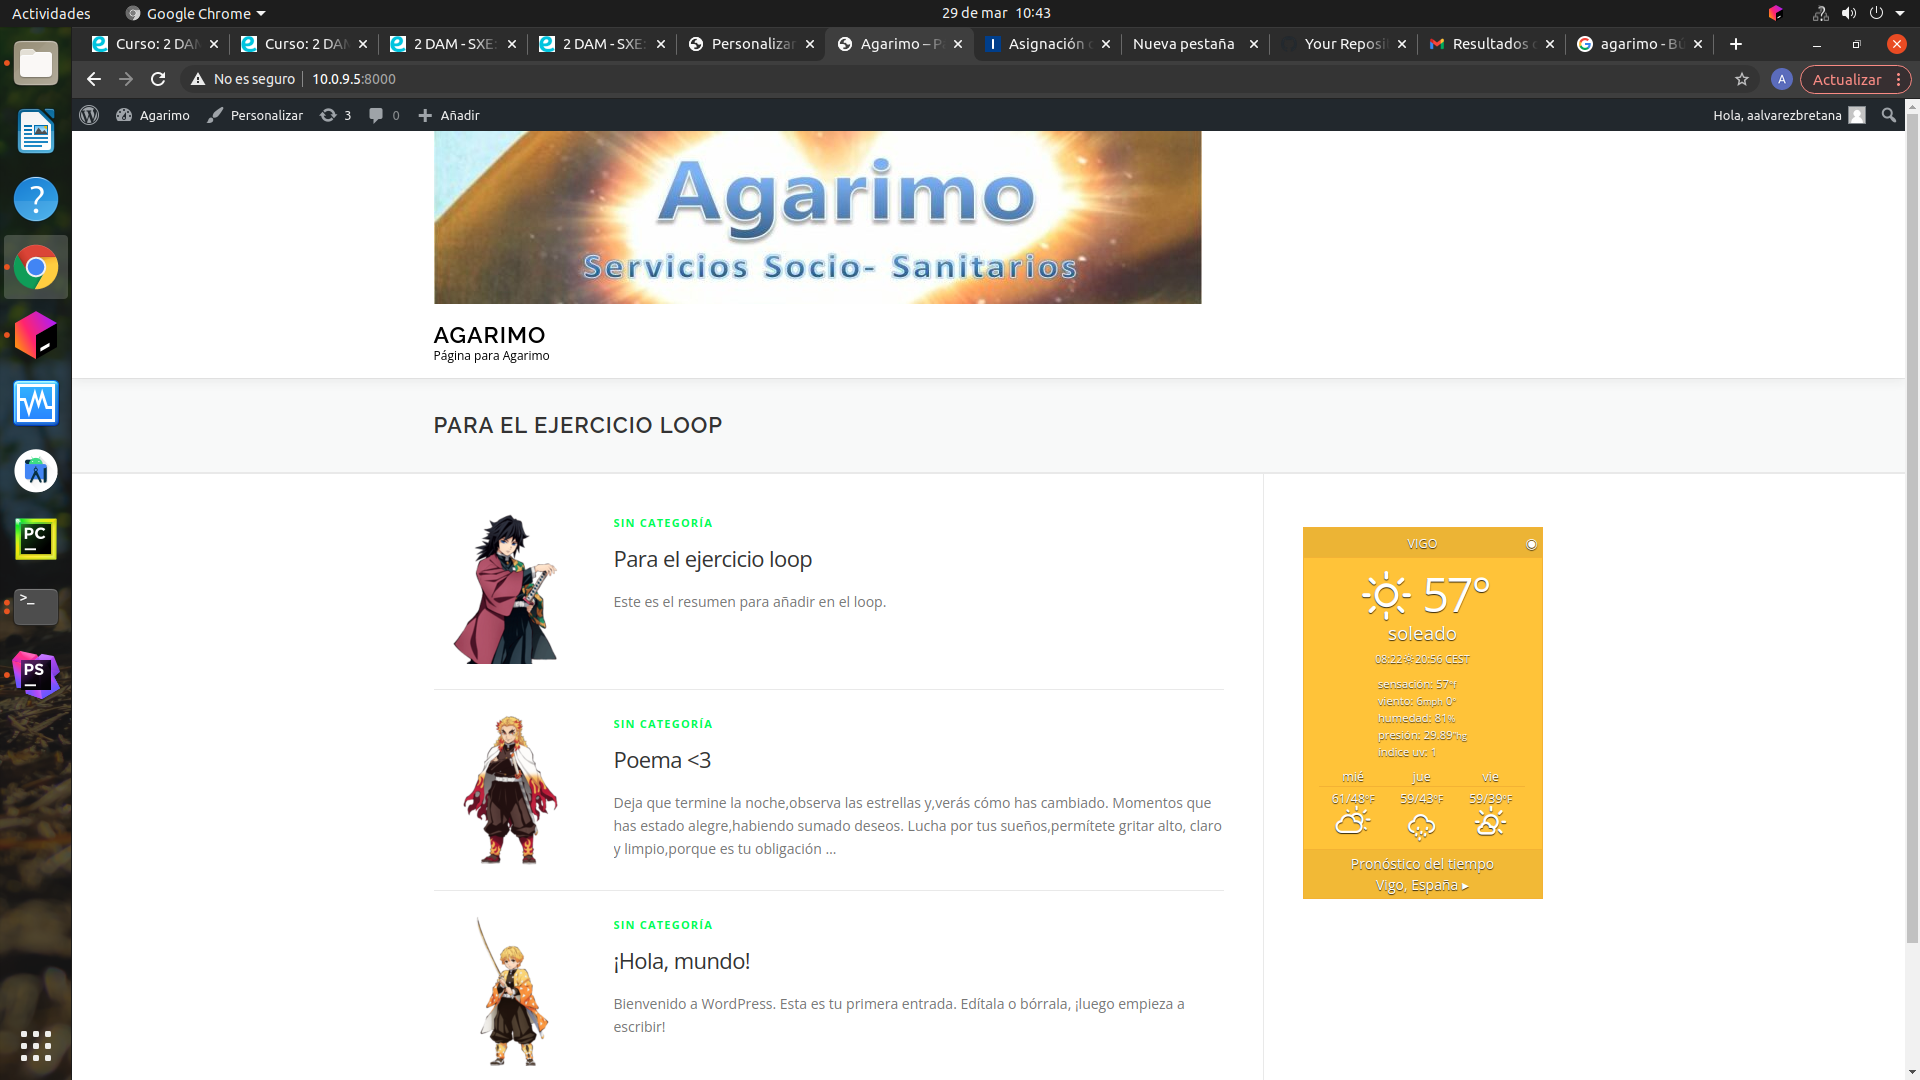 Actividades
Google Chrome
29 de mar 10:43
Curso: 2 DAM
Curso: 2 DAM
2 DAM - SXE:
2 DAM - SXE:
Personalizar
Agarimo – P
Asignación
Nueva pestaña
Your Reposi
Resultados
agarimo - Bú
No es seguro
10.0.9.5:8000
A
Actualizar
Agarimo
Personalizar
3
0
Añadir
Hola, aalvarezbretana
Agarimo
Servicios Socio- Sanitarios
AGARIMO
Página para Agarimo
PARA EL EJERCICIO LOOP
SIN CATEGORÍA
Para el ejercicio loop
Este es el resumen para añadir en el loop.
SIN CATEGORÍA
Poema <3
Deja que termine la noche,observa las estrellas y,verás cómo has cambiado. Momentos que
has estado alegre,habiendo sumado deseos. Lucha por tus sueños,permítete gritar alto, claro
y limpio,porque es tu obligación ...
SIN CATEGORÍA
¡Hola, mundo!
Bienvenido a WordPress. Esta es tu primera entrada. Edítala o bórrala, ¡luego empieza a
escribir!
VIGO
57°
soleado
08:22 20:56 CEST
sensación: 57°F
viento: 6mph 0°
humedad: 81%
presión: 29.89"Hg
índice uv: 1
mié jue vie
61/48°F 59/43°F 59/39°F
Pronóstico del tiempo
Vigo, España ▸
PC
>_
PS